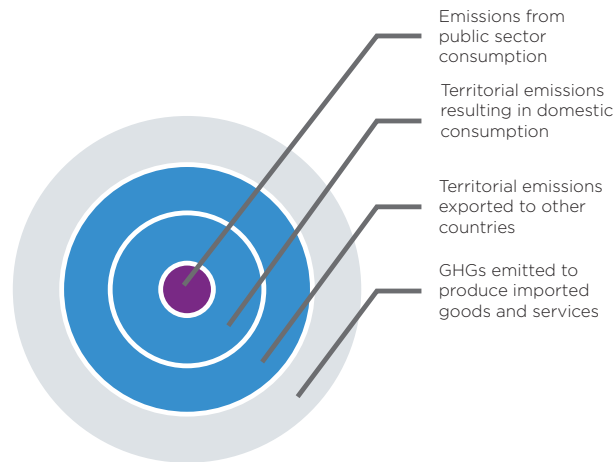 Emissions from
public sector
consumption
Territorial emissions
resulting in domestic
consumption
Territorial emissions
exported to other
countries
GHGs emitted to
produce imported
goods and services